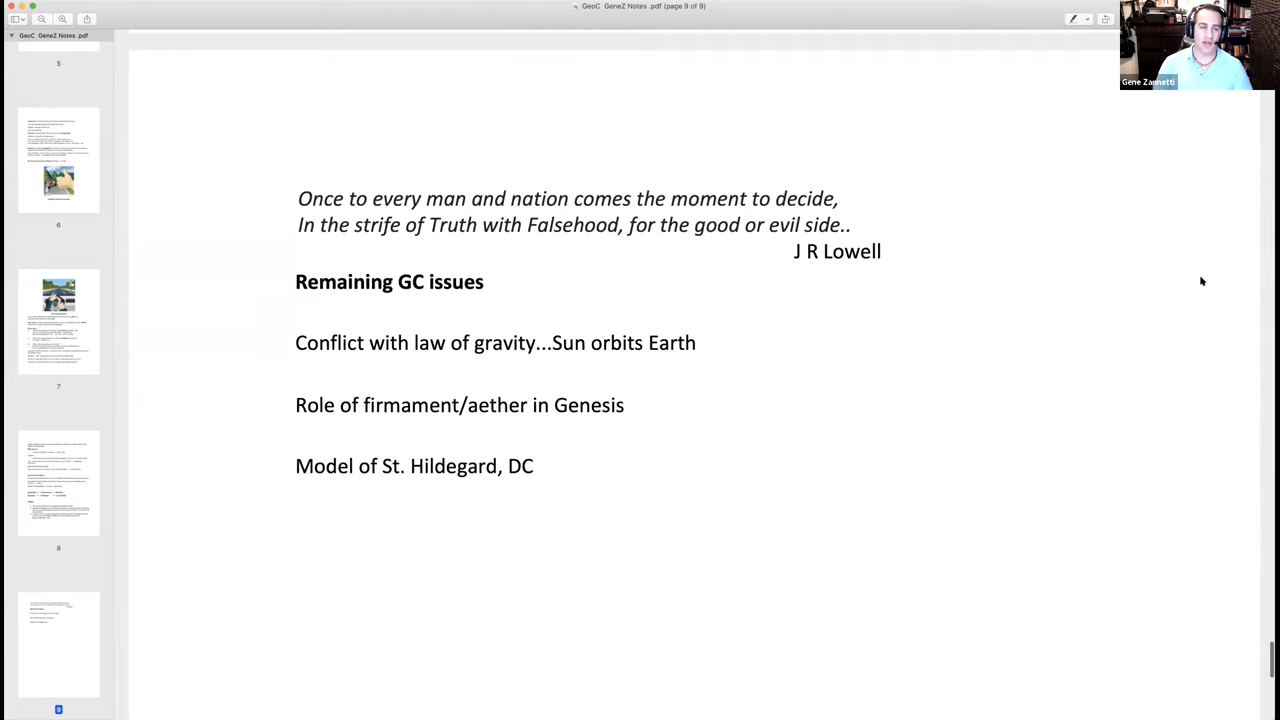 GeoC GeneZ Notes .pdf (page 9 of 9)
GeoC GeneZ Notes .pdf
5
6
7
8
9
Gene Zannetti
Once to every man and nation comes the moment to decide,
In the strife of Truth with Falsehood, for the good or evil side..
J R Lowell
Remaining GC issues
Conflict with law of gravity...Sun orbits Earth
Role of firmament/aether in Genesis
Model of St. Hildegard, DC